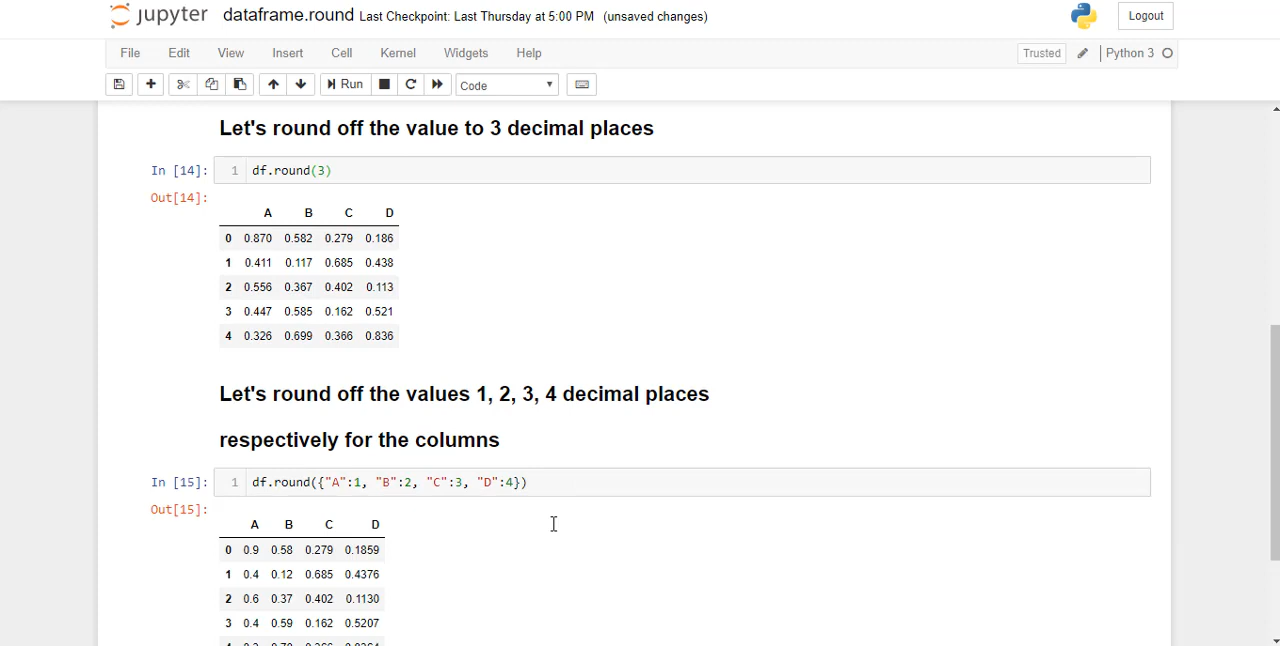 jupyter dataframe.round Last Checkpoint: Last Thursday at 5:00 PM (unsaved changes) Logout
File Edit View Insert Cell Kernel Widgets Help Trusted Python 3
Run Code
Let's round off the value to 3 decimal places
In [14]: 1 df.round(3)
Out[14]:
A B C D
0 0.870 0.582 0.279 0.186
1 0.411 0.117 0.685 0.438
2 0.556 0.367 0.402 0.113
3 0.447 0.585 0.162 0.521
4 0.326 0.699 0.366 0.836
Let's round off the values 1, 2, 3, 4 decimal places
respectively for the columns
In [15]: 1 df.round({"A":1, "B":2, "C":3, "D":4})
Out[15]:
A B C D
0 0.9 0.58 0.279 0.1859
1 0.4 0.12 0.685 0.4376
2 0.6 0.37 0.402 0.1130
3 0.4 0.59 0.162 0.5207